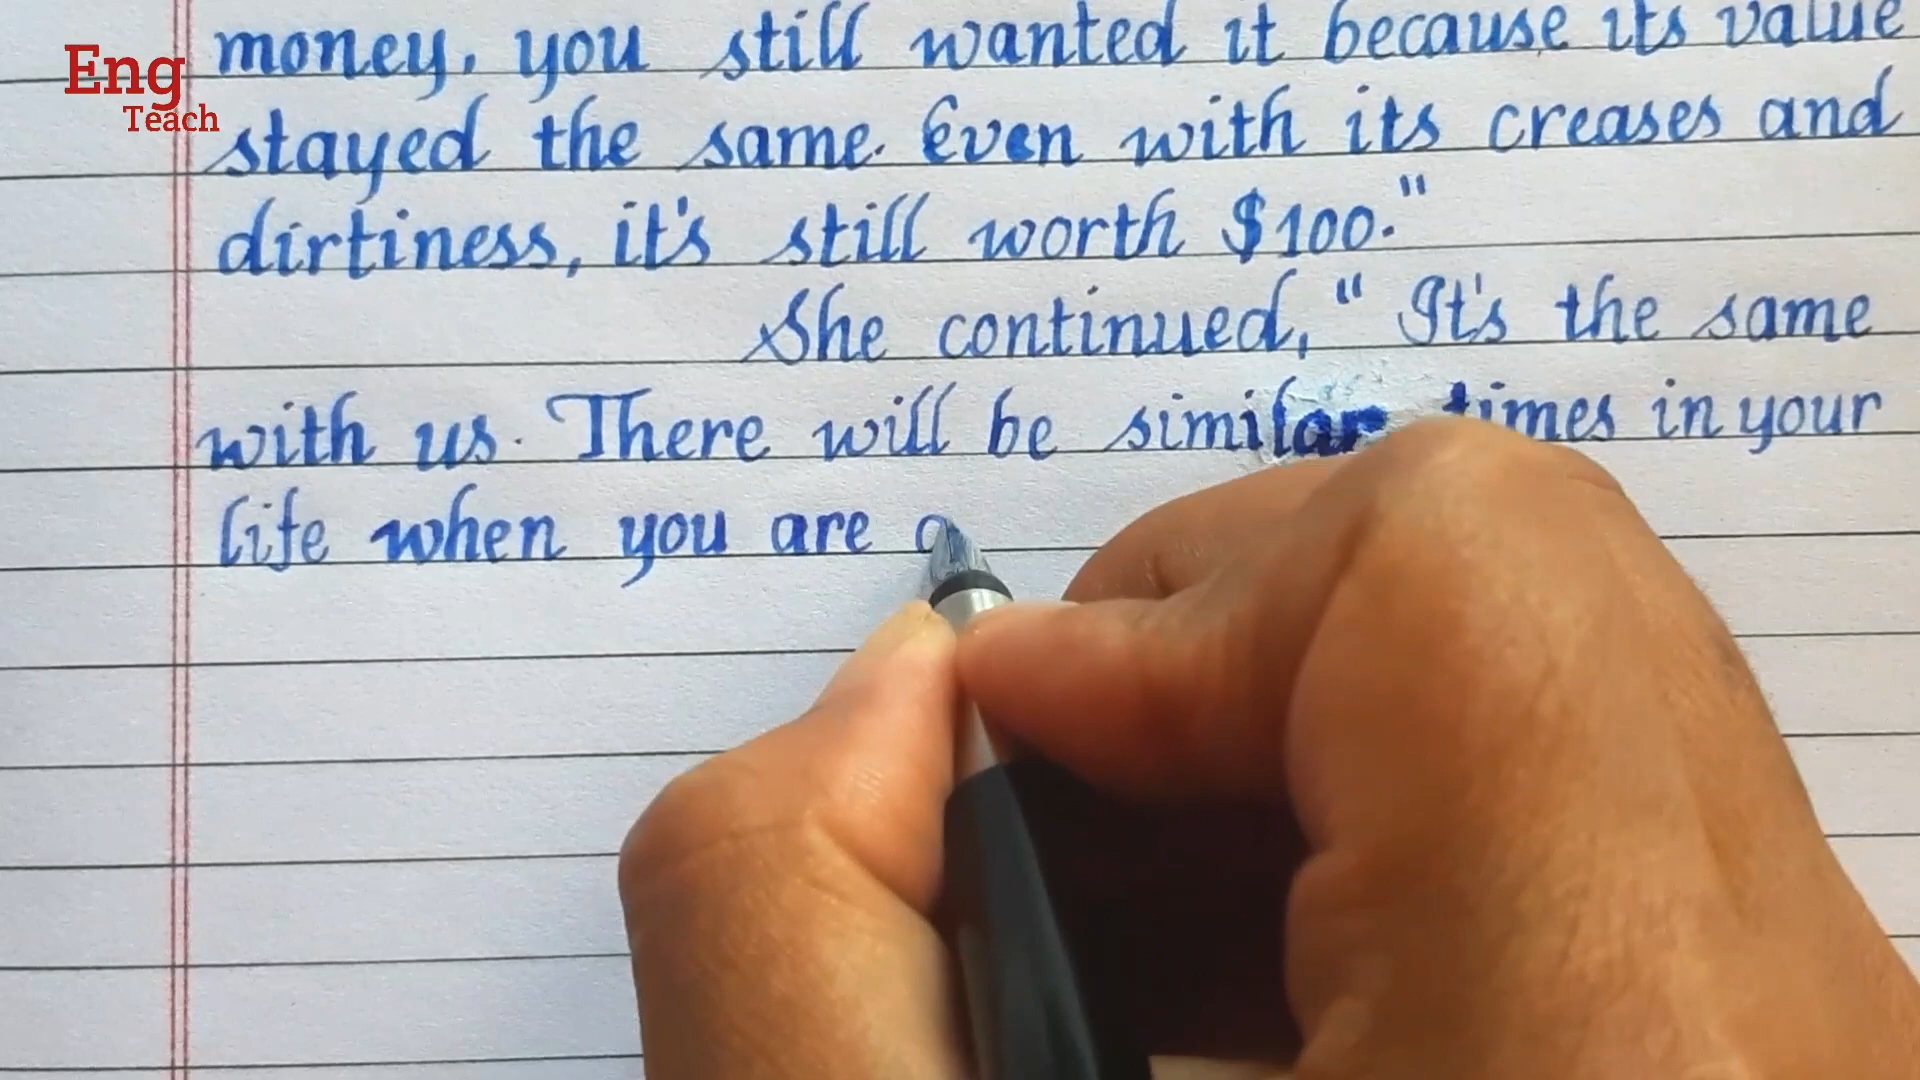 Eng
Teach
money, you still wanted it because its value
stayed the same. Even with its creases and
dirtiness, it's still worth $100."
She continued, "It's the same
with us. There will be similar times in your
life when you are